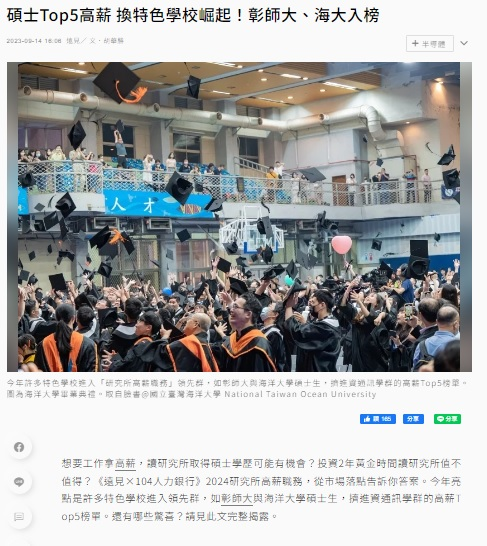 碩士Top5高薪 換特色學校崛起！彰師大、海大入榜
2023-09-14 16:06 遠見／ 文・
+ 半導體
人 才
今年許多特色學校進入「研究所高薪職務」領先群，如彰師大與海洋大學碩士生，擠進資通訊學群的高薪Top5榜單。
圖為海洋大學畢業典禮。取自臉書@國立臺灣海洋大學 National Taiwan Ocean University
讚 165 分享 分享
想要工作拿高薪，讀研究所取得碩士學歷可能有機會？投資2年黃金時間讀研究所值不
值得？《遠見×104人力銀行》2024研究所高薪職務，從市場落點告訴你答案。今年亮
點是許多特色學校進入領先群，如彰師大與海洋大學碩士生，擠進資通訊學群的高薪T
op5榜單。還有哪些驚喜？請見此文完整揭露。